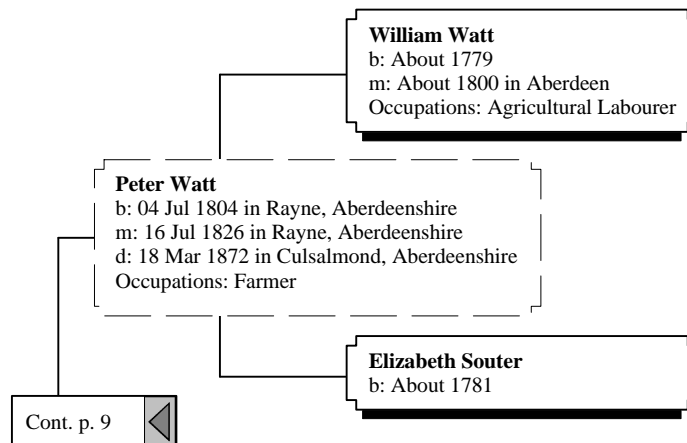 William Watt
b: About 1779
m: About 1800 in Aberdeen
Occupations: Agricultural Labourer
Peter Watt
b: 04 Jul 1804 in Rayne, Aberdeenshire
m: 16 Jul 1826 in Rayne, Aberdeenshire
d: 18 Mar 1872 in Culsalmond, Aberdeenshire
Occupations: Farmer
Elizabeth Souter
b: About 1781
Cont. p. 9